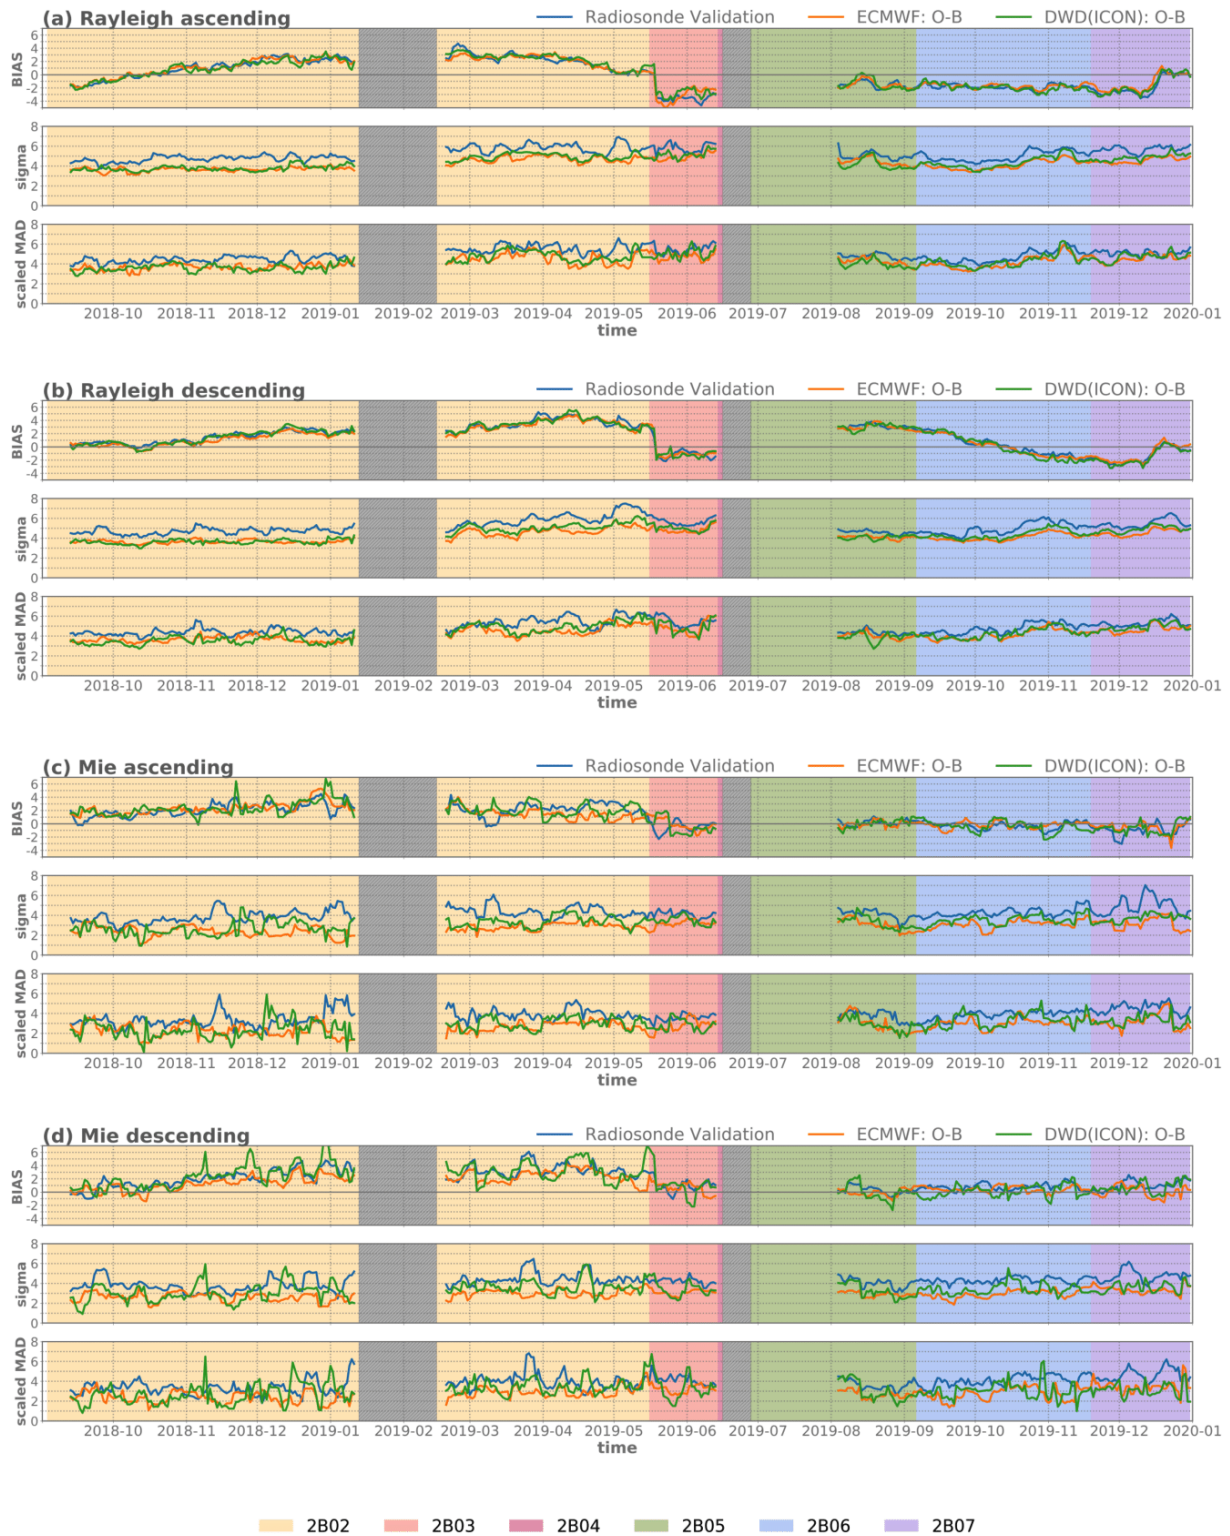 (a) Rayleigh ascending
Radiosonde Validation ECMWF: O-B DWD(ICON): O-B
BIAS
6
4
2
0
-2
-4
sigma
8
6
4
2
0
scaled MAD
8
6
4
2
0
2018-10 2018-11 2018-12 2019-01 2019-02 2019-03 2019-04 2019-05 2019-06 2019-07 2019-08 2019-09 2019-10 2019-11 2019-12 2020-01
time
(b) Rayleigh descending
Radiosonde Validation ECMWF: O-B DWD(ICON): O-B
BIAS
6
4
2
0
-2
-4
sigma
8
6
4
2
0
scaled MAD
8
6
4
2
0
2018-10 2018-11 2018-12 2019-01 2019-02 2019-03 2019-04 2019-05 2019-06 2019-07 2019-08 2019-09 2019-10 2019-11 2019-12 2020-01
time
(c) Mie ascending
Radiosonde Validation ECMWF: O-B DWD(ICON): O-B
BIAS
6
4
2
0
-2
-4
sigma
8
6
4
2
0
scaled MAD
8
6
4
2
0
2018-10 2018-11 2018-12 2019-01 2019-02 2019-03 2019-04 2019-05 2019-06 2019-07 2019-08 2019-09 2019-10 2019-11 2019-12 2020-01
time
(d) Mie descending
Radiosonde Validation ECMWF: O-B DWD(ICON): O-B
BIAS
6
4
2
0
-2
-4
sigma
8
6
4
2
0
scaled MAD
8
6
4
2
0
2018-10 2018-11 2018-12 2019-01 2019-02 2019-03 2019-04 2019-05 2019-06 2019-07 2019-08 2019-09 2019-10 2019-11 2019-12 2020-01
time
2B02 2B03 2B04 2B05 2B06 2B07